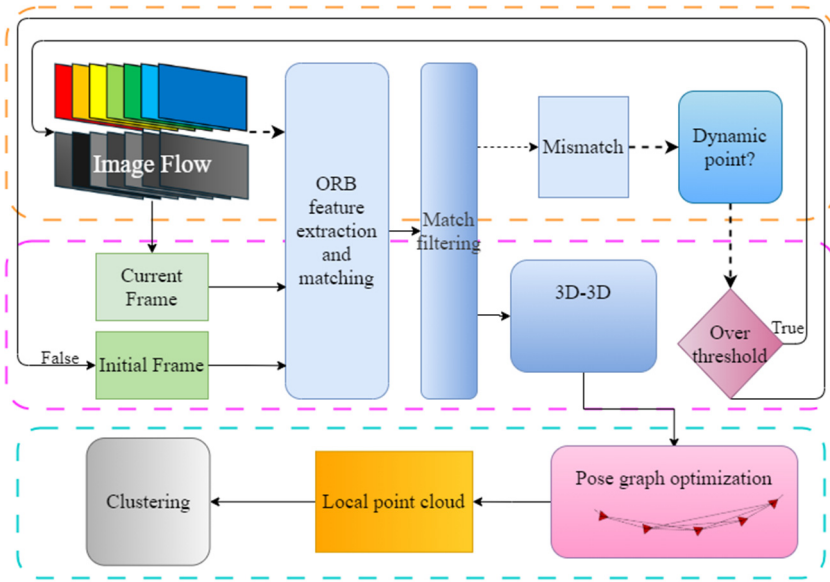 Image Flow
ORB
feature
extraction
and
matching
Match
filtering
Mismatch
Dynamic
point?
Current
Frame
3D-3D
Over
threshold
True
False
Initial Frame
Clustering
Local point cloud
Pose graph optimization